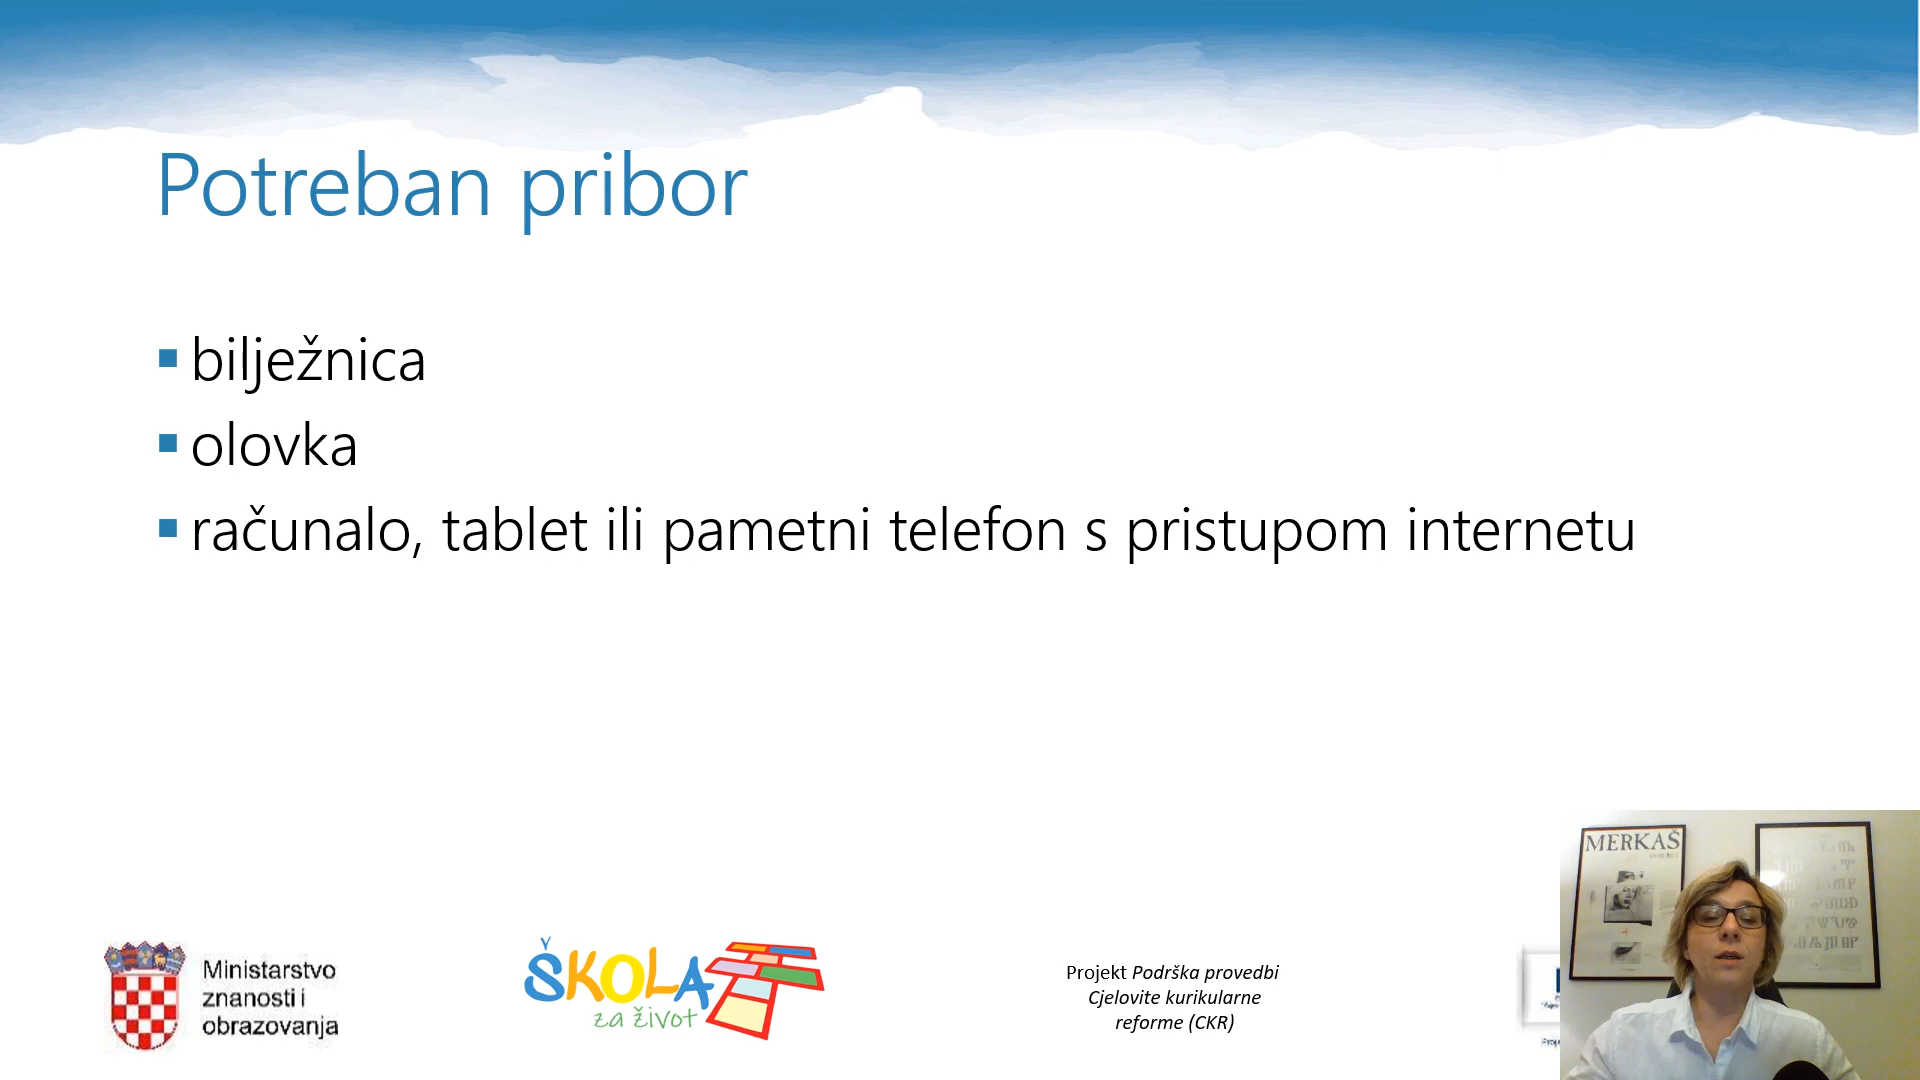 Potreban pribor
bilježnica
olovka
računalo, tablet ili pametni telefon s pristupom internetu
MERKAŠ
Ministarstvo
znanosti i
obrazovanja
ŠKOLA
za život
Projekt Podrška provedbi
Cjelovite kurikularne
reforme (CKR)